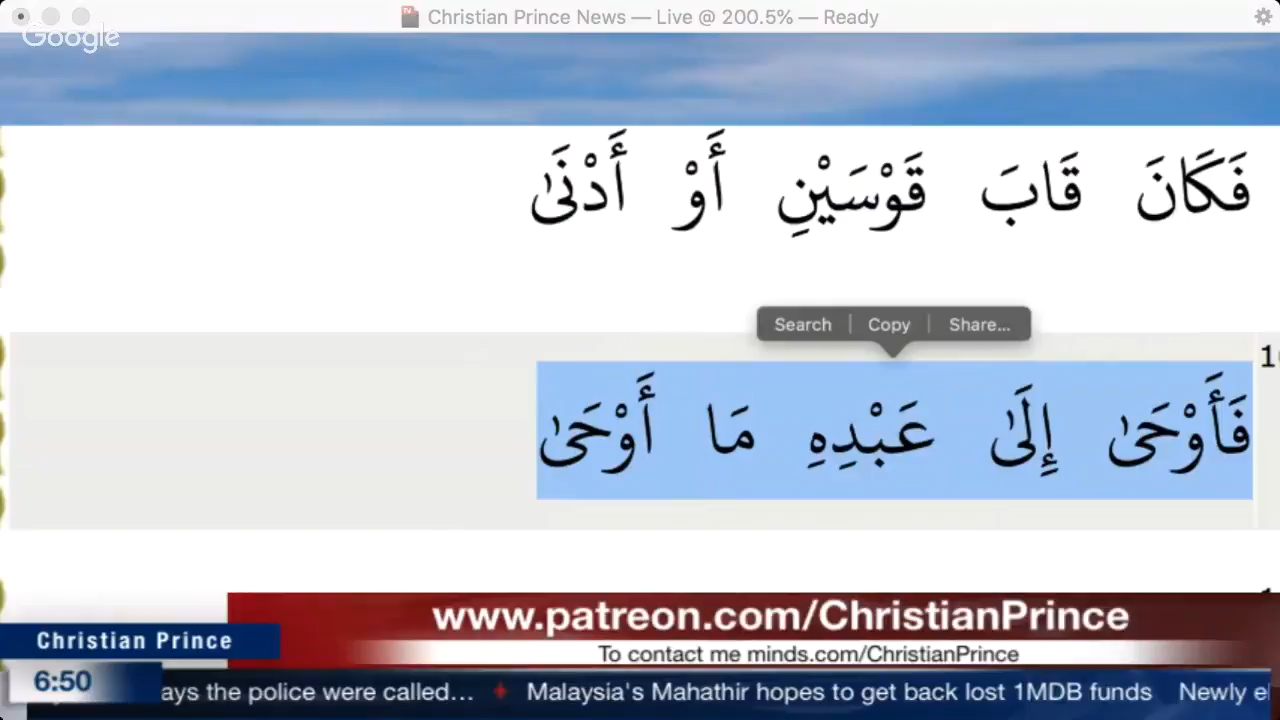 Christian Prince News — Live @ 200.5% — Ready
Google
فَكَانَ قَابَ قَوْسَيْنِ أَوْ أَدْنَىٰ
Search | Copy | Share...
فَأَوْحَىٰ إِلَىٰ عَبْدِهِ مَا أَوْحَىٰ
www.patreon.com/ChristianPrince
Christian Prince
To contact me minds.com/ChristianPrince
6:50
the police were called... Malaysia's Mahathir hopes to get back lost 1MDB funds Newly